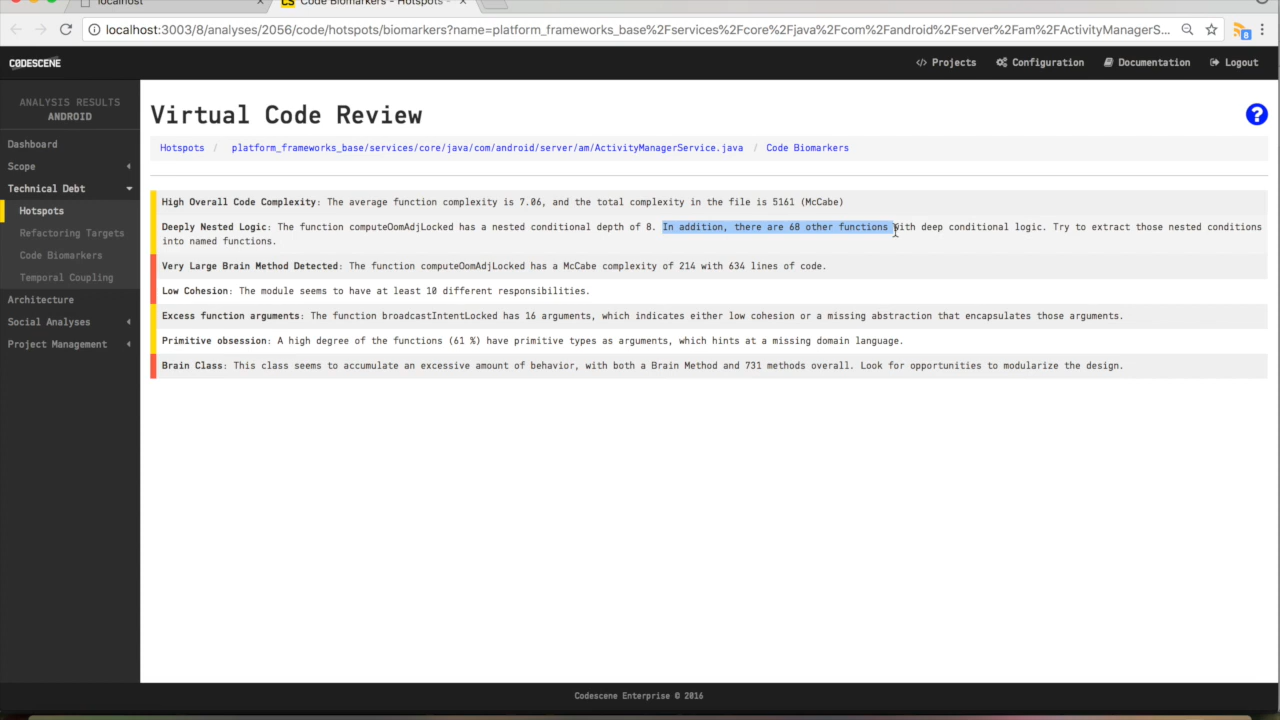 localhost
CS Code Biomarkers - Hotspots -
localhost:3003/8/analyses/2056/code/hotspots/biomarkers?name=platform_frameworks_base%2Fservices%2Fcore%2Fjava%2Fcom%2Fandroid%2Fserver%2Fam%2FActivityManagerS...
8
CODESCENE
Projects
Configuration
Documentation
Logout
ANALYSIS RESULTS
ANDROID
Dashboard
Scope
Technical Debt
Hotspots
Refactoring Targets
Code Biomarkers
Temporal Coupling
Architecture
Social Analyses
Project Management
Virtual Code Review
?
Hotspots / platform_frameworks_base/services/core/java/com/android/server/am/ActivityManagerService.java / Code Biomarkers
High Overall Code Complexity: The average function complexity is 7.06, and the total complexity in the file is 5161 (McCabe)
Deeply Nested Logic: The function computeOomAdjLocked has a nested conditional depth of 8. In addition, there are 68 other functions with deep conditional logic. Try to extract those nested conditions
into named functions.
Very Large Brain Method Detected: The function computeOomAdjLocked has a McCabe complexity of 214 with 634 lines of code.
Low Cohesion: The module seems to have at least 10 different responsibilities.
Excess function arguments: The function broadcastIntentLocked has 16 arguments, which indicates either low cohesion or a missing abstraction that encapsulates those arguments.
Primitive obsession: A high degree of the functions (61 %) have primitive types as arguments, which hints at a missing domain language.
Brain Class: This class seems to accumulate an excessive amount of behavior, with both a Brain Method and 731 methods overall. Look for opportunities to modularize the design.
Codescene Enterprise © 2016